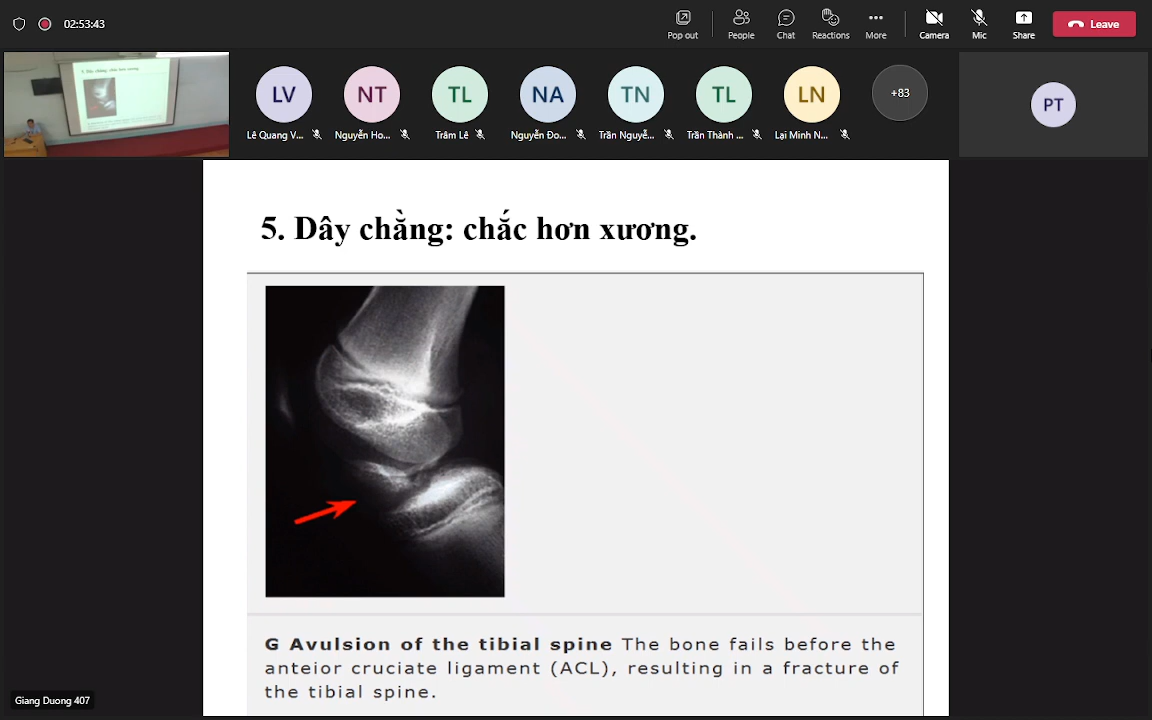 02:53:43
Pop out
People
Chat
Reactions
More
Camera
Mic
Share
Leave
LV
NT
TL
NA
TN
TL
LN
+83
PT
Lê Quang V...
Nguyễn Ho...
Trâm Lê
Nguyễn Đo...
Trần Nguyễ...
Trần Thành ...
Lại Minh N...
5. Dây chằng: chắc hơn xương.
G Avulsion of the tibial spine The bone fails before the
anteior cruciate ligament (ACL), resulting in a fracture of
the tibial spine.
Giang Duong 407